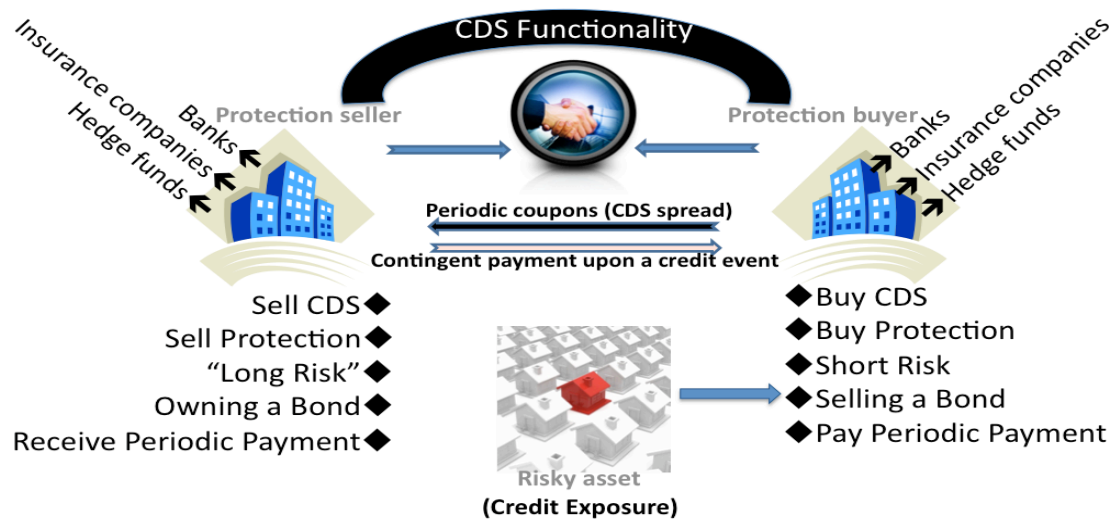 CDS Functionality
Insurance companies
Banks
Hedge funds
Protection seller
Protection buyer
Banks
Insurance companies
Hedge funds
Periodic coupons (CDS spread)
Contingent payment upon a credit event
Sell CDS
Sell Protection
“Long Risk”
Owning a Bond
Receive Periodic Payment
Buy CDS
Buy Protection
Short Risk
Selling a Bond
Pay Periodic Payment
Risky asset
(Credit Exposure)